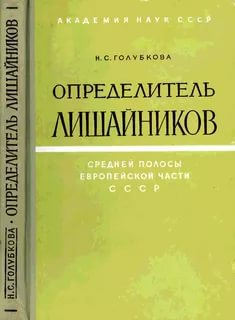 АКАДЕМИЯ НАУК СССР
Н.С.ГОЛУБКОВА
ОПРЕДЕЛИТЕЛЬ
ЛИШАЙНИКОВ
СРЕДНЕЙ ПОЛОСЫ
ЕВРОПЕЙСКОЙ ЧАСТИ
СССР
Н.С. ГОЛУБКОВА • ОПРЕДЕЛИТЕЛЬ ЛИШАЙНИКОВ